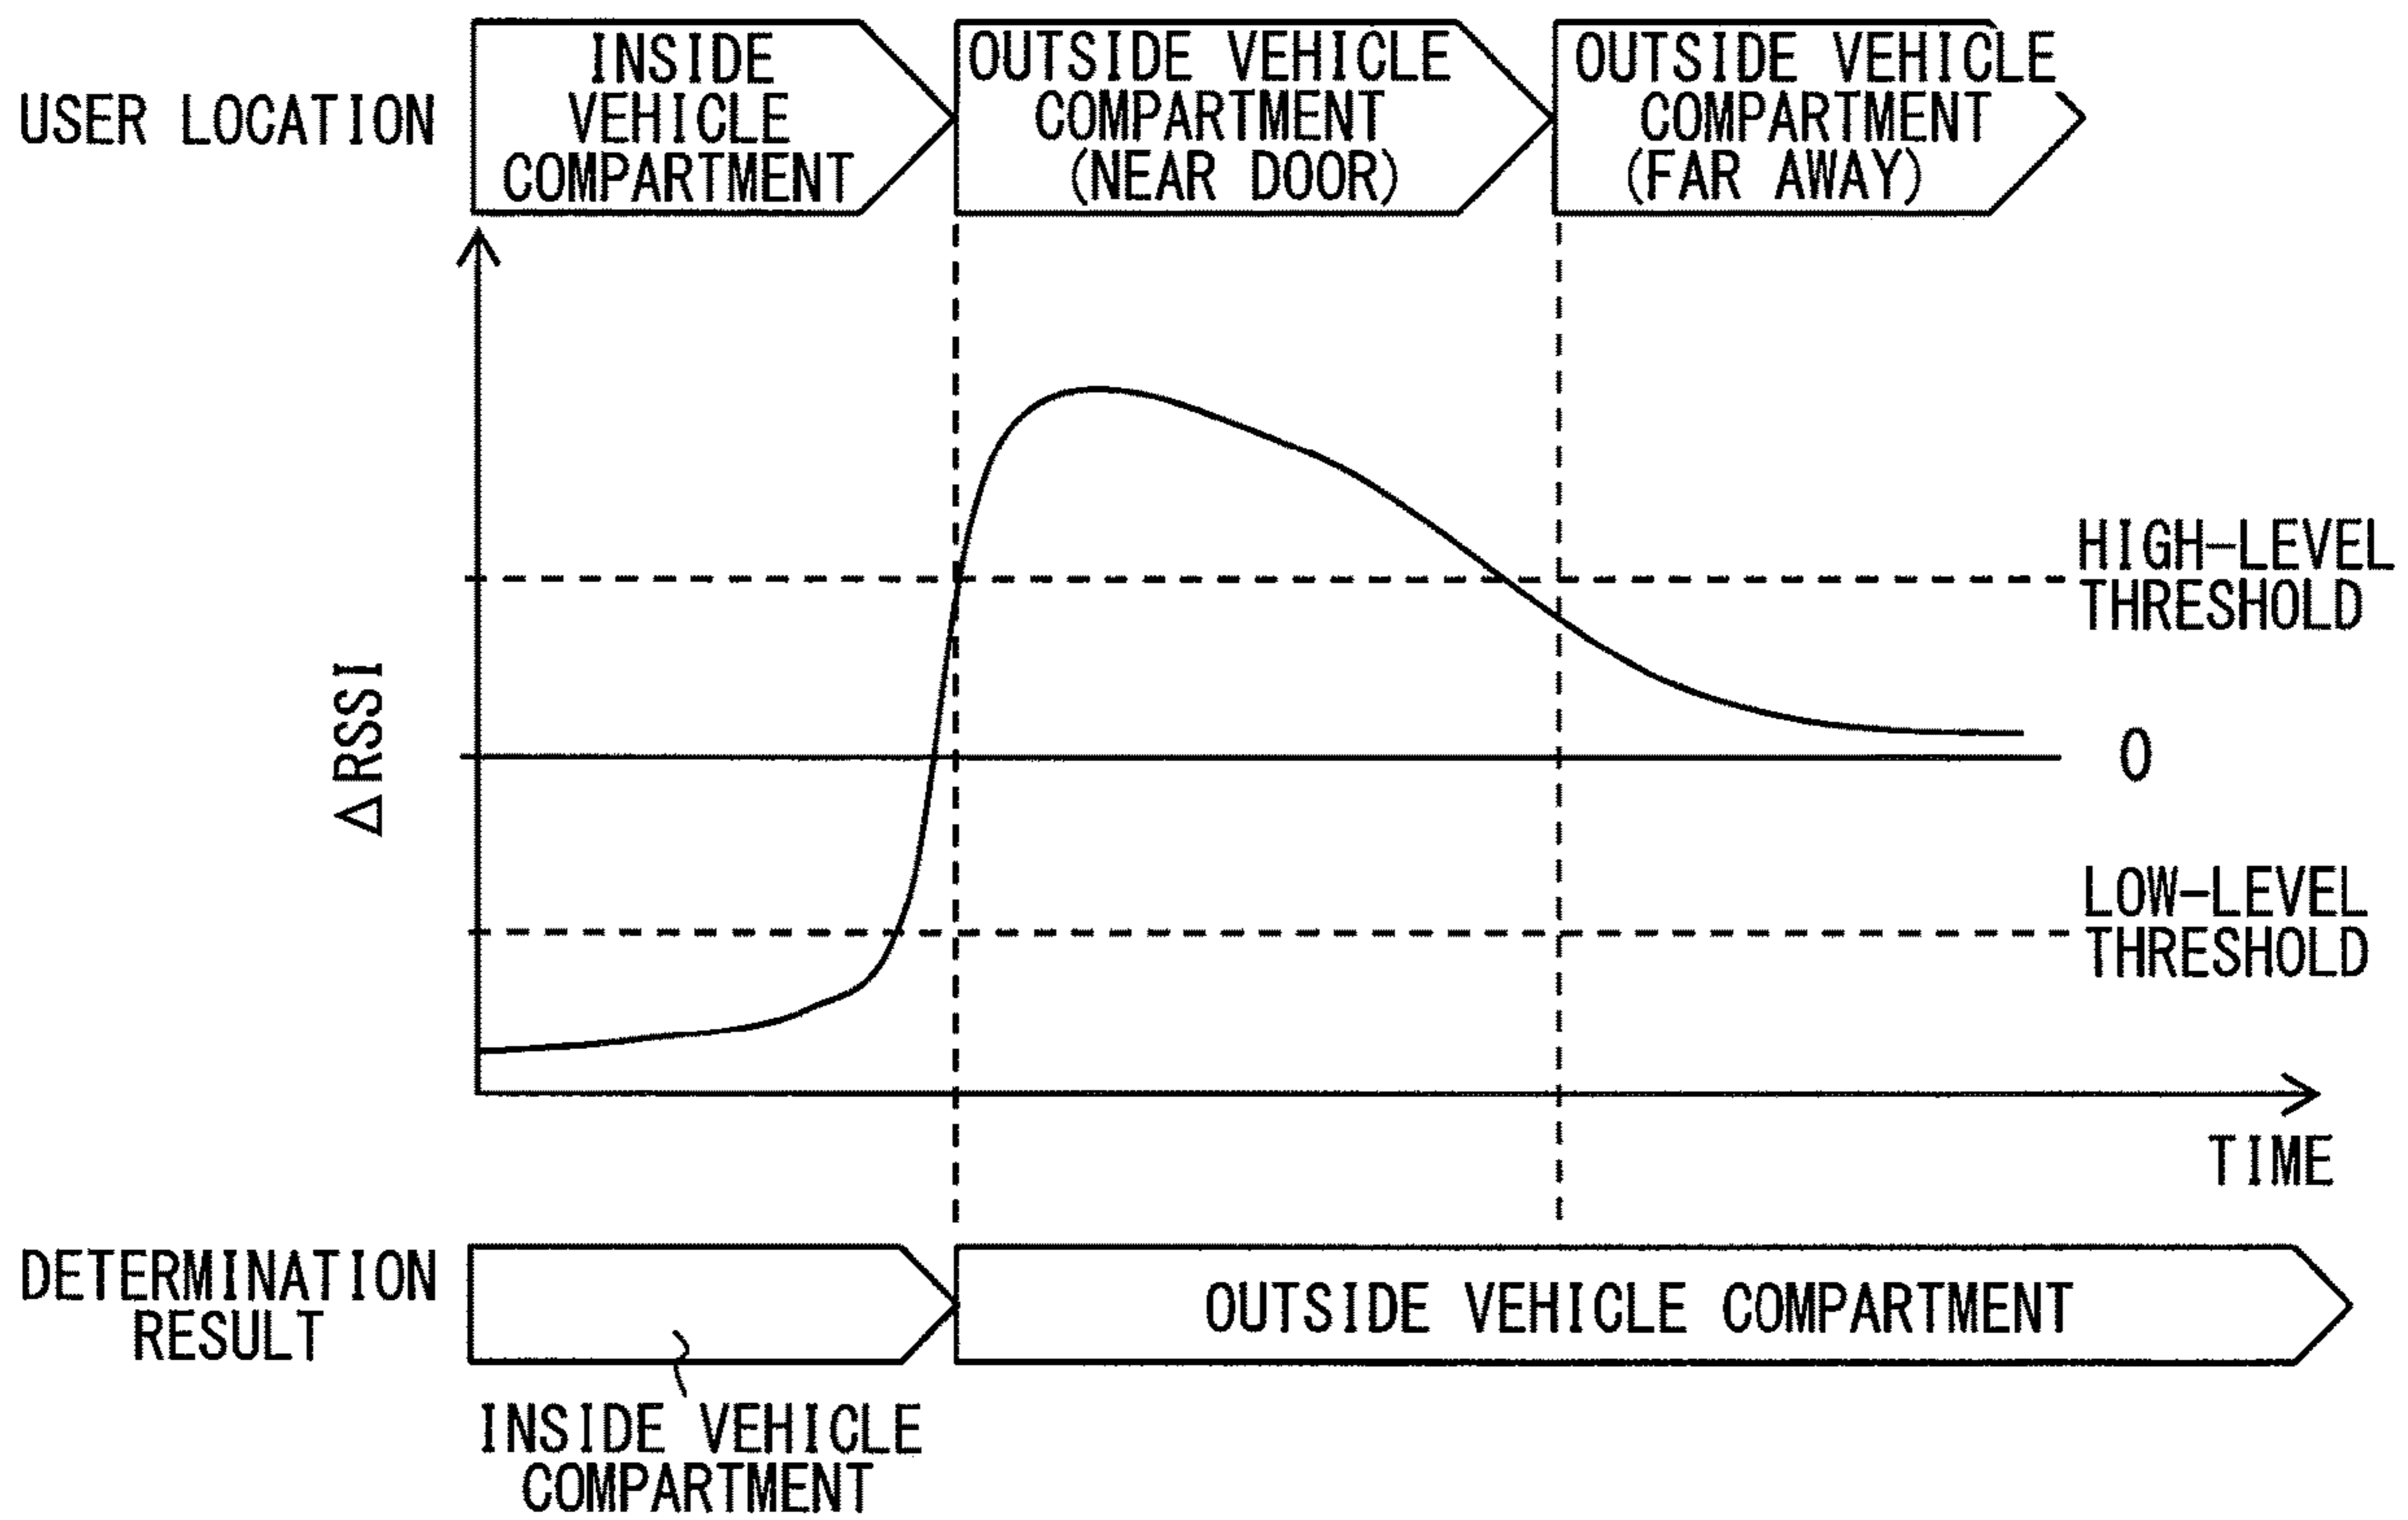 USER LOCATION
INSIDE
VEHICLE
COMPARTMENT
OUTSIDE VEHICLE
COMPARTMENT
(NEAR DOOR)
OUTSIDE VEHICLE
COMPARTMENT
(FAR AWAY)
ΔRSSI
HIGH-LEVEL
THRESHOLD
0
LOW-LEVEL
THRESHOLD
TIME
DETERMINATION
RESULT
OUTSIDE VEHICLE COMPARTMENT
INSIDE VEHICLE
COMPARTMENT